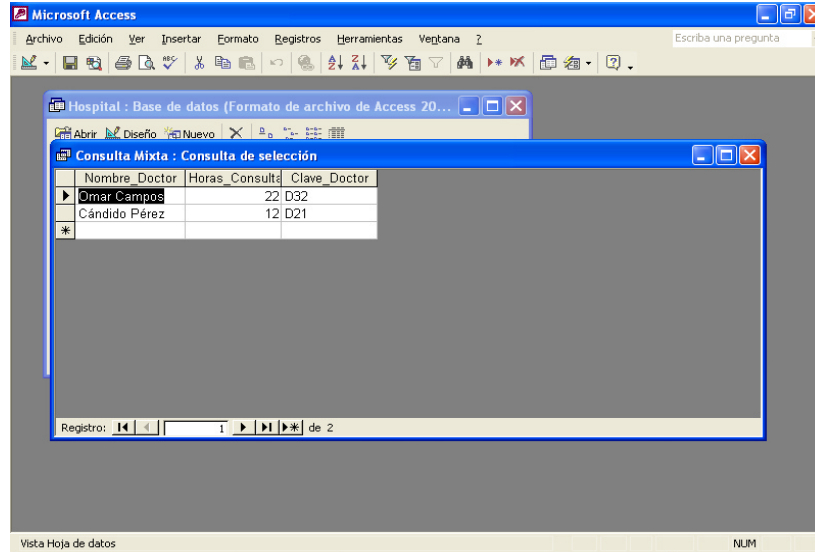 Microsoft Access
Archivo Edición Ver Insertar Formato Registros Herramientas Ventana ? Escriba una pregunta
Hospital : Base de datos (Formato de archivo de Access 20...
Abrir Diseño Nuevo
Consulta Mixta : Consulta de selección
Nombre_Doctor Horas_Consulta Clave_Doctor
Omar Campos 22 D32
Cándido Pérez 12 D21
Registro: 1 de 2
Vista Hoja de datos NUM